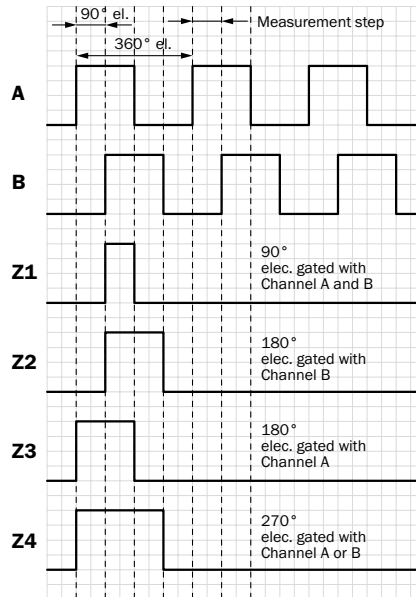 90° el.
Measurement step
360° el.
A
B
Z1
90°
elec. gated with
Channel A and B
Z2
180°
elec. gated with
Channel B
Z3
180°
elec. gated with
Channel A
Z4
270°
elec. gated with
Channel A or B